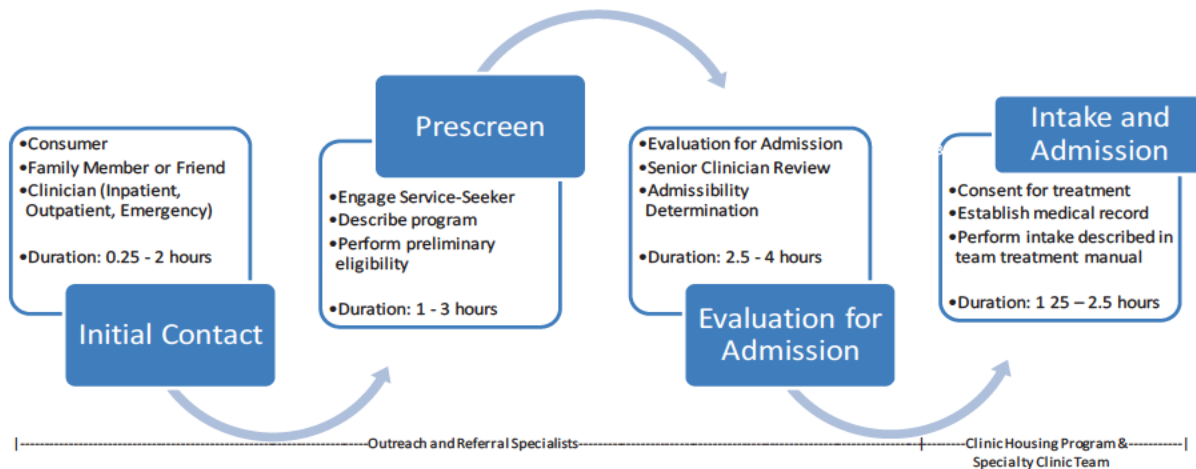 •Consumer
•Family Member or Friend
•Clinician (Inpatient,
Outpatient, Emergency)
•Duration: 0.25 - 2 hours
Initial Contact
Prescreen
•Engage Service-Seeker
•Describe program
•Perform preliminary
eligibility
•Duration: 1 - 3 hours
•Evaluation for Admission
•Senior Clinician Review
•Admissibility
Determination
•Duration: 2.5 - 4 hours
Evaluation for
Admission
Intake and
Admission
•Consent for treatment
•Establish medical record
•Perform intake described in
team treatment manual
•Duration: 1 25 – 2.5 hours
Outreach and Referral Specialists
Clinic Housing Program &
Specialty Clinic Team